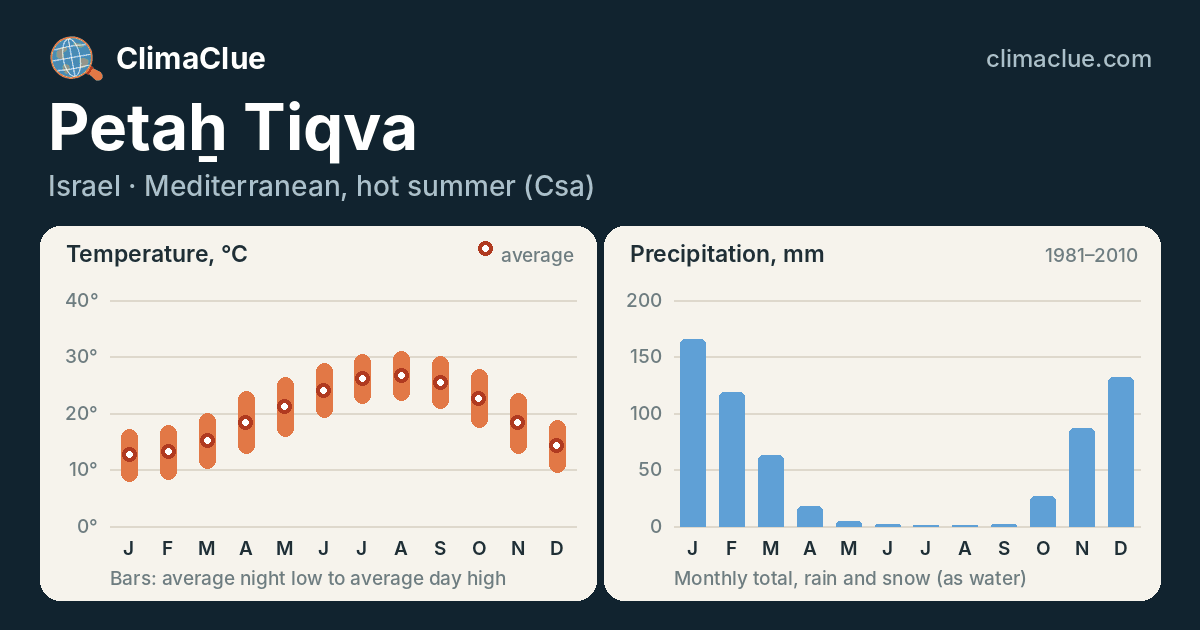 ClimaClue
climaclue.com
Petaẖ Tiqva
Israel · Mediterranean, hot summer (Csa)
Temperature, °C
average
40°
30°
20°
10°
0°
J F M A M J J A S O N D
Bars: average night low to average day high
Precipitation, mm
1981–2010
200
150
100
50
0
J F M A M J J A S O N D
Monthly total, rain and snow (as water)